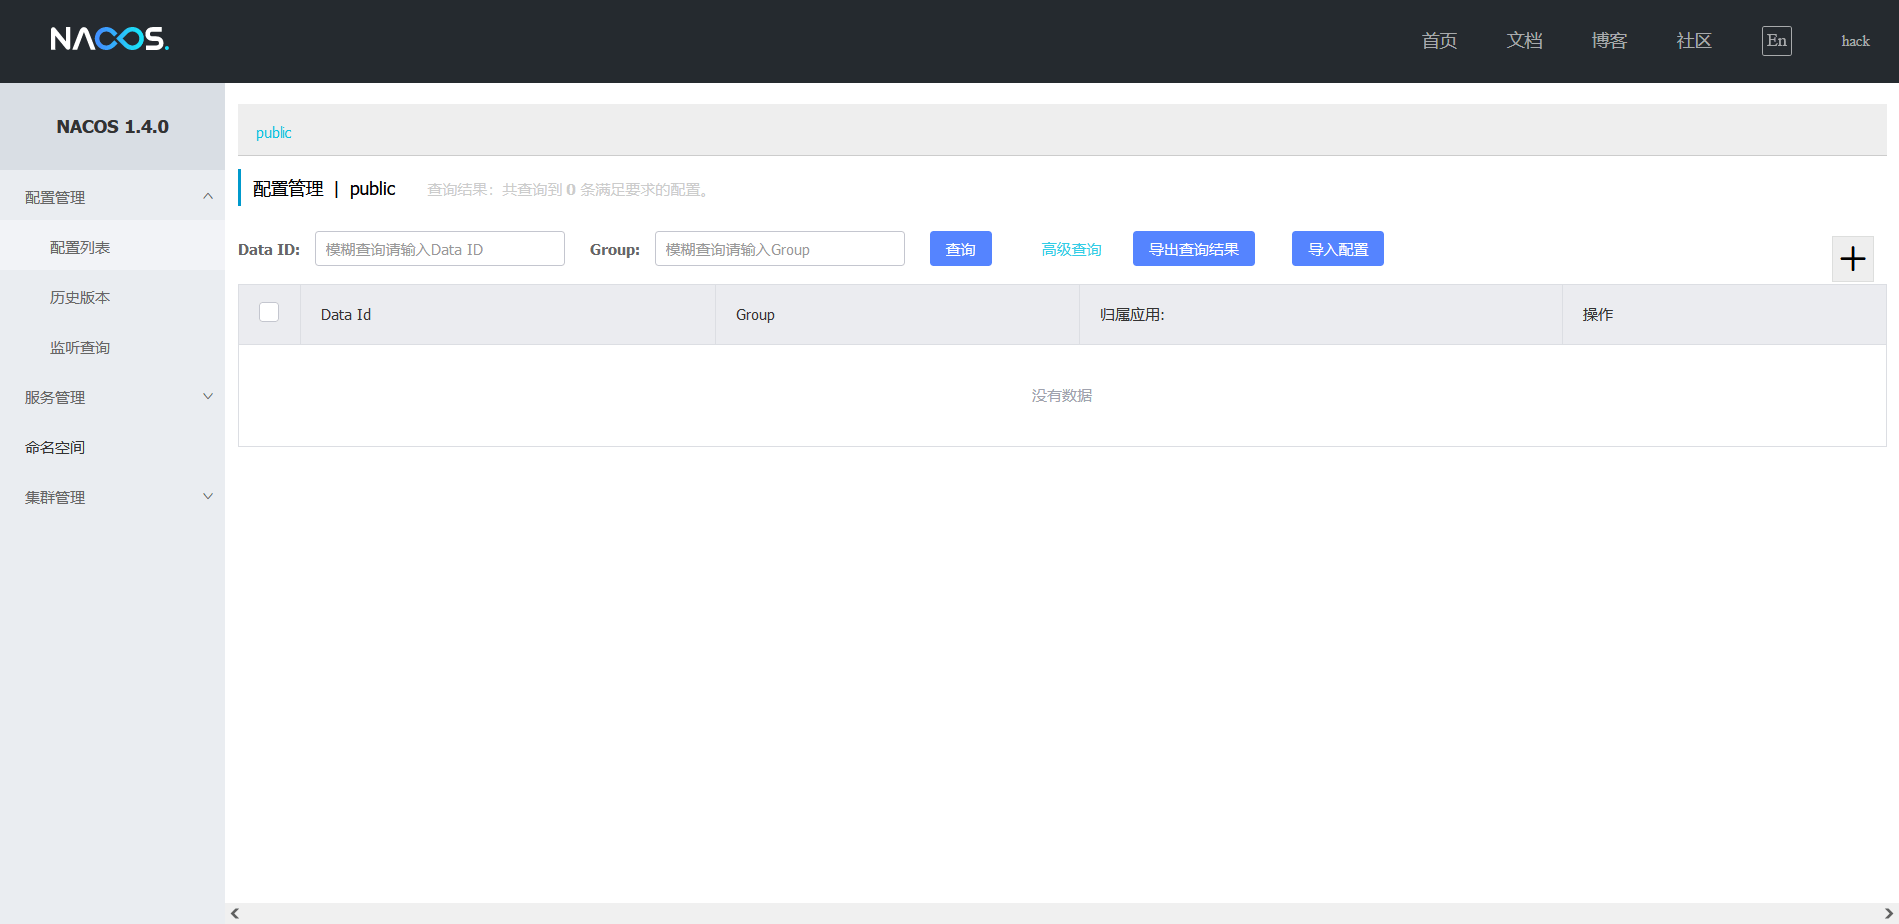 NACOS.
首页 文档 博客 社区 En hack
NACOS 1.4.0
配置管理
配置列表
历史版本
监听查询
服务管理
命名空间
集群管理
public
配置管理 | public 查询结果：共查询到 0 条满足要求的配置。
Data ID: 模糊查询请输入Data ID Group: 模糊查询请输入Group 查询 高级查询 导出查询结果 导入配置
Data Id Group 归属应用: 操作
没有数据